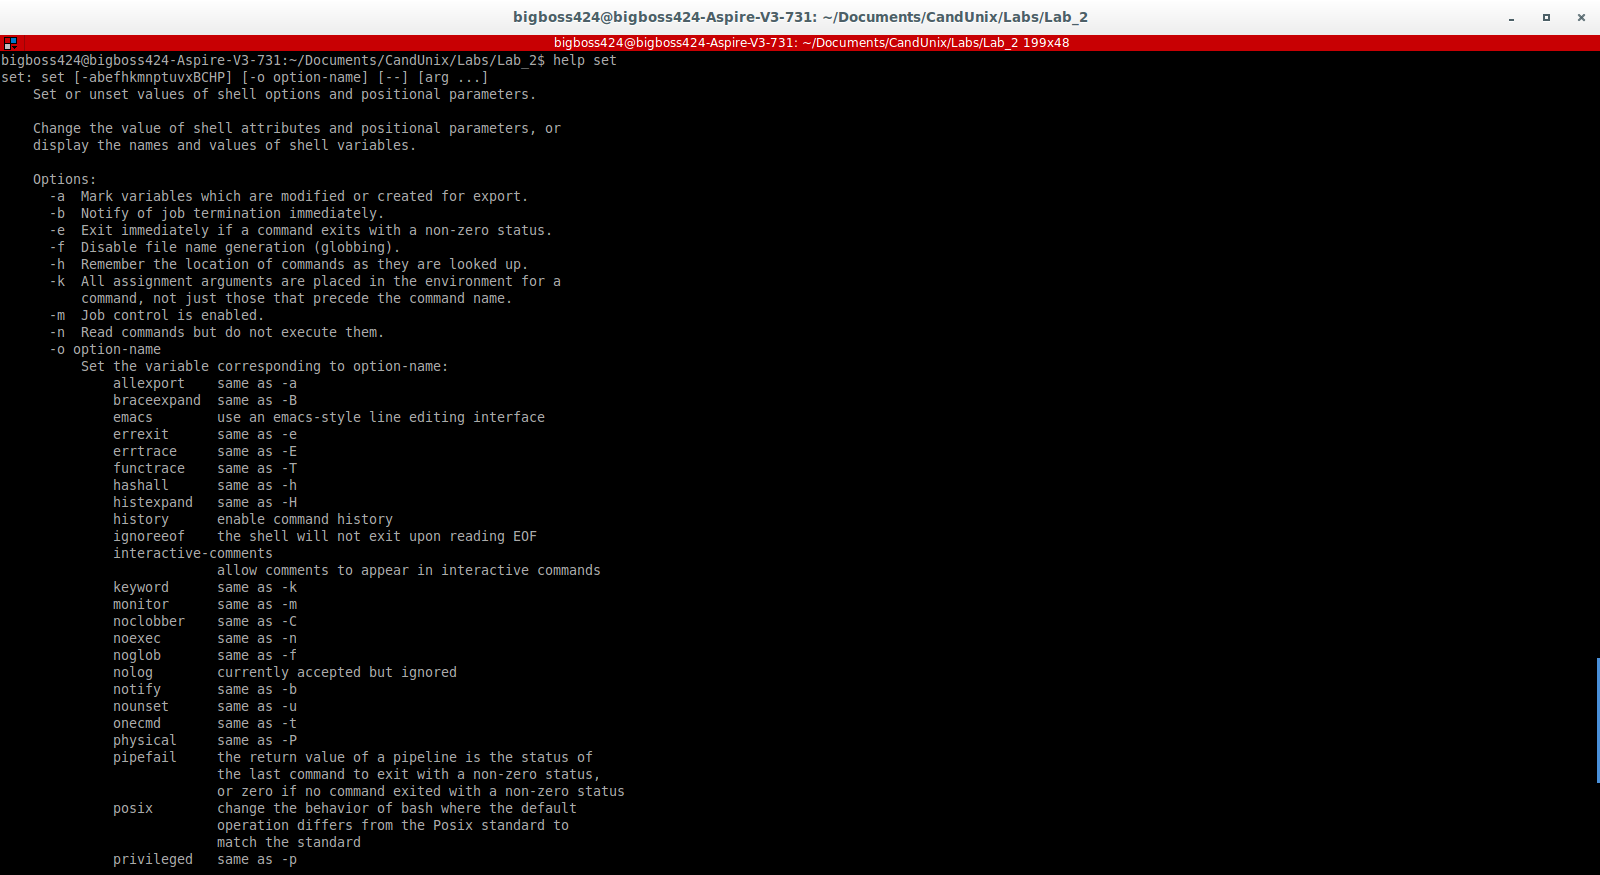 bigboss424@bigboss424-Aspire-V3-731: ~/Documents/CandUnix/Labs/Lab_2
bigboss424@bigboss424-Aspire-V3-731: ~/Documents/CandUnix/Labs/Lab_2 199x48
bigboss424@bigboss424-Aspire-V3-731:~/Documents/CandUnix/Labs/Lab_2$ help set
set: set [-abefhkmnptuvxBCHP] [-o option-name] [--] [arg ...]
    Set or unset values of shell options and positional parameters.

    Change the value of shell attributes and positional parameters, or
    display the names and values of shell variables.

    Options:
      -a  Mark variables which are modified or created for export.
      -b  Notify of job termination immediately.
      -e  Exit immediately if a command exits with a non-zero status.
      -f  Disable file name generation (globbing).
      -h  Remember the location of commands as they are looked up.
      -k  All assignment arguments are placed in the environment for a
          command, not just those that precede the command name.
      -m  Job control is enabled.
      -n  Read commands but do not execute them.
      -o option-name
          Set the variable corresponding to option-name:
              allexport    same as -a
              braceexpand  same as -B
              emacs        use an emacs-style line editing interface
              errexit      same as -e
              errtrace     same as -E
              functrace    same as -T
              hashall      same as -h
              histexpand   same as -H
              history      enable command history
              ignoreeof    the shell will not exit upon reading EOF
              interactive-comments
                           allow comments to appear in interactive commands
              keyword      same as -k
              monitor      same as -m
              noclobber    same as -C
              noexec       same as -n
              noglob       same as -f
              nolog        currently accepted but ignored
              notify       same as -b
              nounset      same as -u
              onecmd       same as -t
              physical     same as -P
              pipefail     the return value of a pipeline is the status of
                           the last command to exit with a non-zero status,
                           or zero if no command exited with a non-zero status
              posix        change the behavior of bash where the default
                           operation differs from the Posix standard to
                           match the standard
              privileged   same as -p